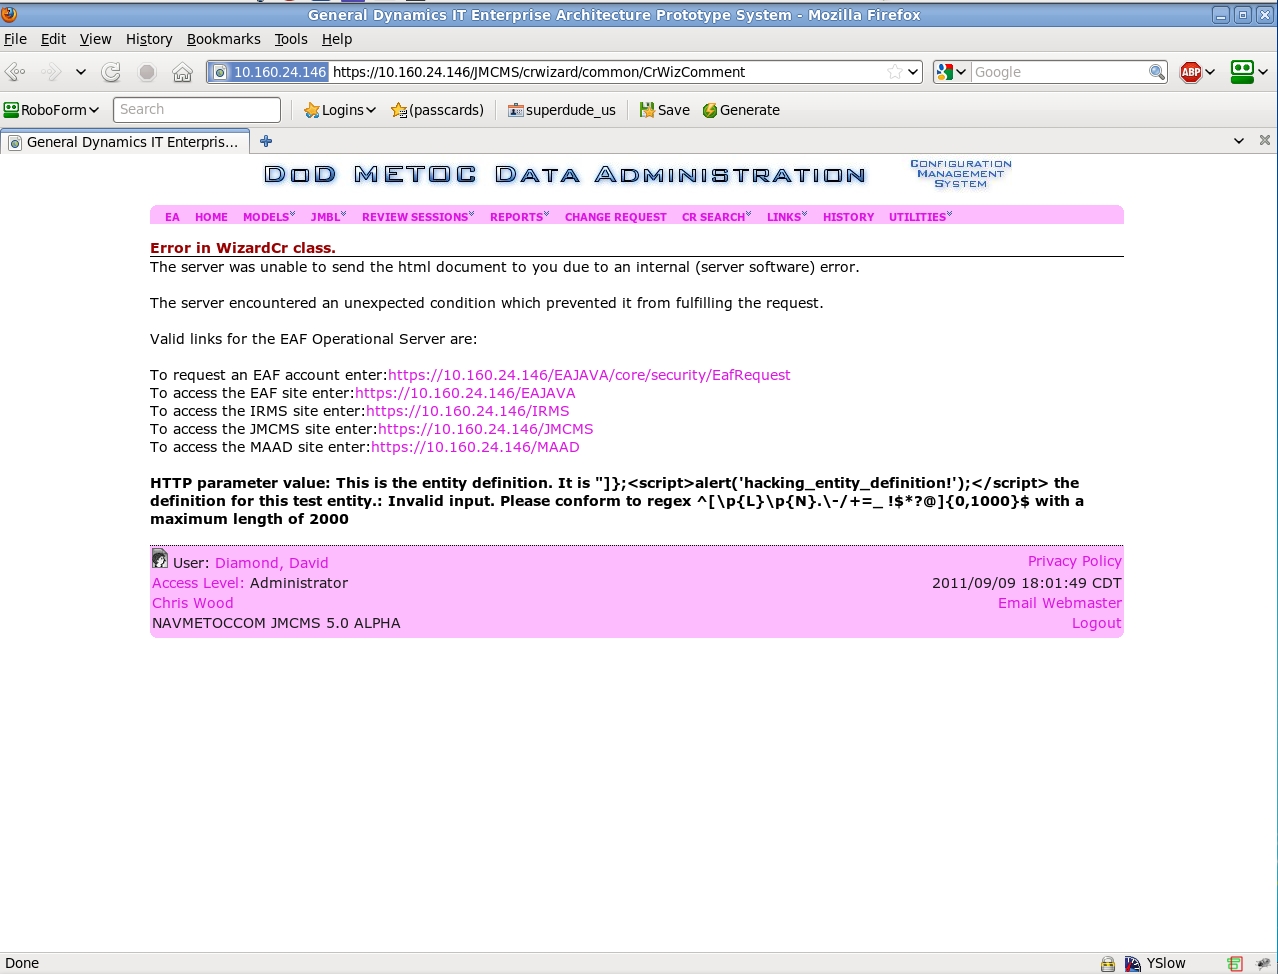 General Dynamics IT Enterprise Architecture Prototype System - Mozilla Firefox
File Edit View History Bookmarks Tools Help
10.160.24.146 https://10.160.24.146/JMCMS/crwizard/common/CrWizComment Google ABP
RoboForm Search Logins (passcards) superdude_us Save Generate
General Dynamics IT Enterpris...
DoD METOC Data Administration
Configuration
Management
System
EA HOME MODELS JMBL REVIEW SESSIONS REPORTS CHANGE REQUEST CR SEARCH LINKS HISTORY UTILITIES
Error in WizardCr class.
The server was unable to send the html document to you due to an internal (server software) error.
The server encountered an unexpected condition which prevented it from fulfilling the request.
Valid links for the EAF Operational Server are:
To request an EAF account enter:https://10.160.24.146/EAJAVA/core/security/EafRequest
To access the EAF site enter:https://10.160.24.146/EAJAVA
To access the IRMS site enter:https://10.160.24.146/IRMS
To access the JMCMS site enter:https://10.160.24.146/JMCMS
To access the MAAD site enter:https://10.160.24.146/MAAD
HTTP parameter value: This is the entity definition. It is "]};<script>alert('hacking_entity_definition!');</script> the
definition for this test entity.: Invalid input. Please conform to regex ^[\p{L}\p{N}.\-/+=_ !$*?@]{0,1000}$ with a
maximum length of 2000
User: Diamond, David Privacy Policy
Access Level: Administrator 2011/09/09 18:01:49 CDT
Chris Wood Email Webmaster
NAVMETOCCOM JMCMS 5.0 ALPHA Logout
Done YSlow